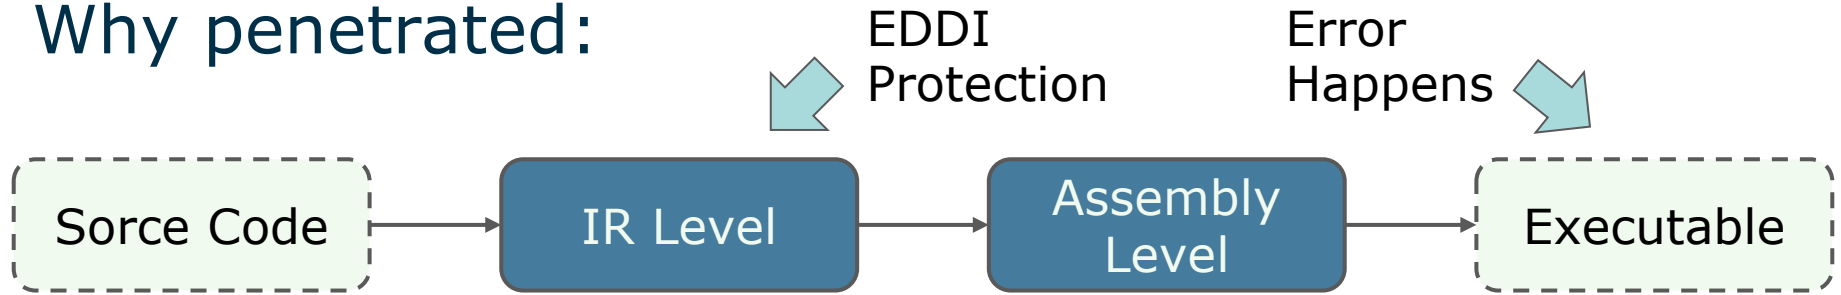 Why penetrated:
EDDI
Protection
Error
Happens
Sorce Code
IR Level
Assembly
Level
Executable